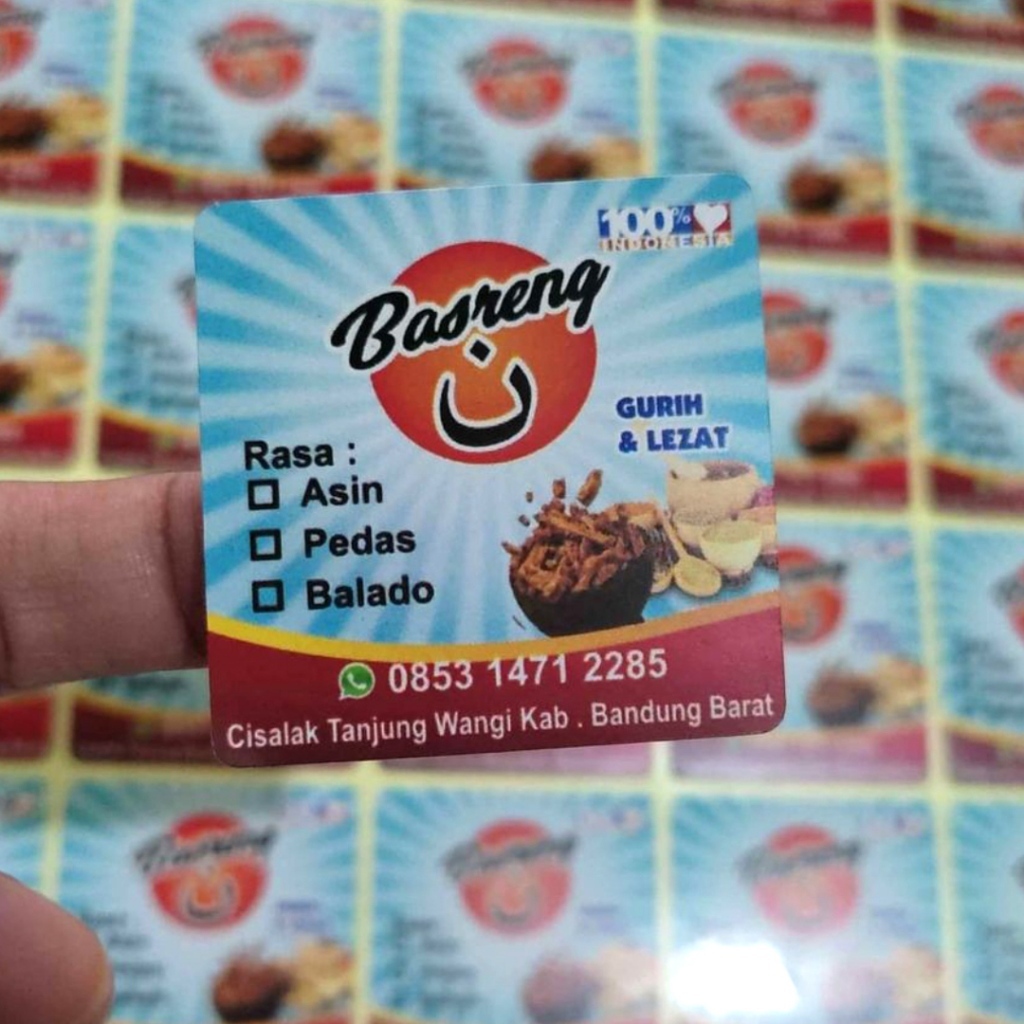 100%
INDONESIA
Basreng
ن
GURIH
& LEZAT
Rasa :
Asin
Pedas
Balado
0853 1471 2285
Cisalak Tanjung Wangi Kab . Bandung Barat